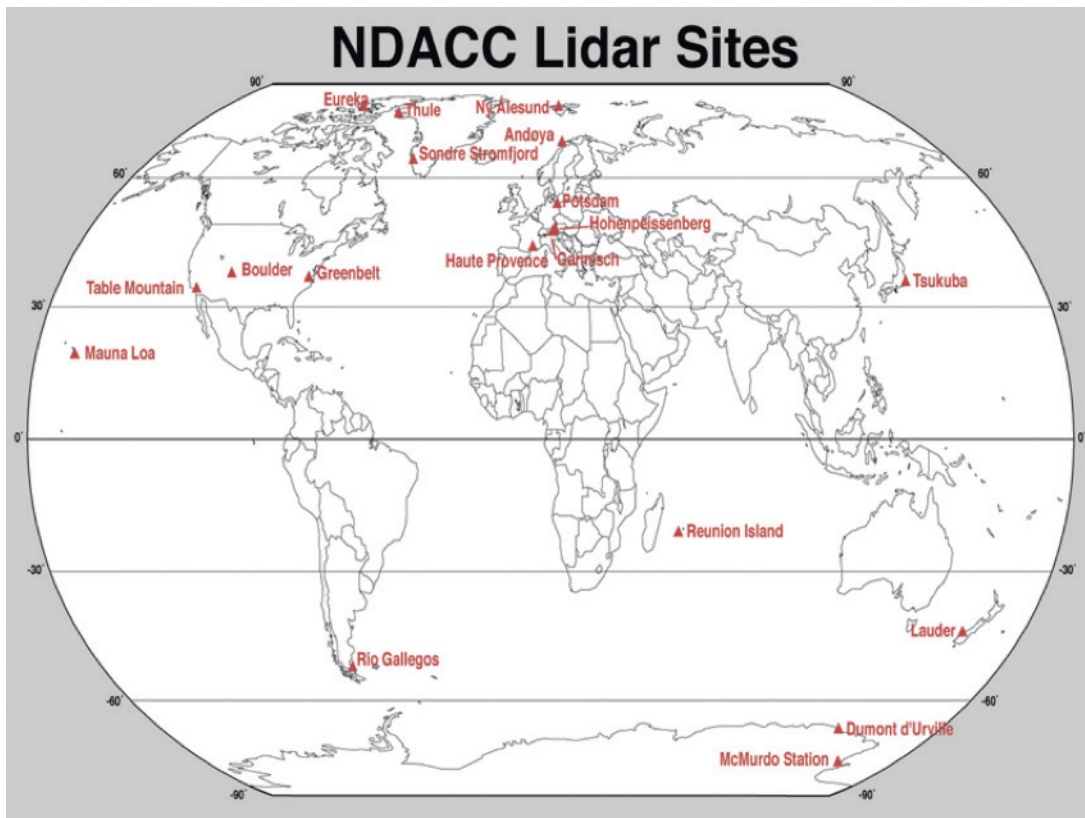 NDACC Lidar Sites
90˚ 90˚
Eureka
Thule
Ny Ålesund
Andøya
Sondre Stromfjord
60˚ 60˚
Potsdam
Hohenpeissenberg
Haute Provence
Garmisch
Boulder
Greenbelt
Table Mountain
Tsukuba
30˚ 30˚
Mauna Loa
0˚ 0˚
Reunion Island
-30˚ -30˚
Lauder
Rio Gallegos
-60˚ -60˚
Dumont d'Urville
McMurdo Station
-90˚ -90˚